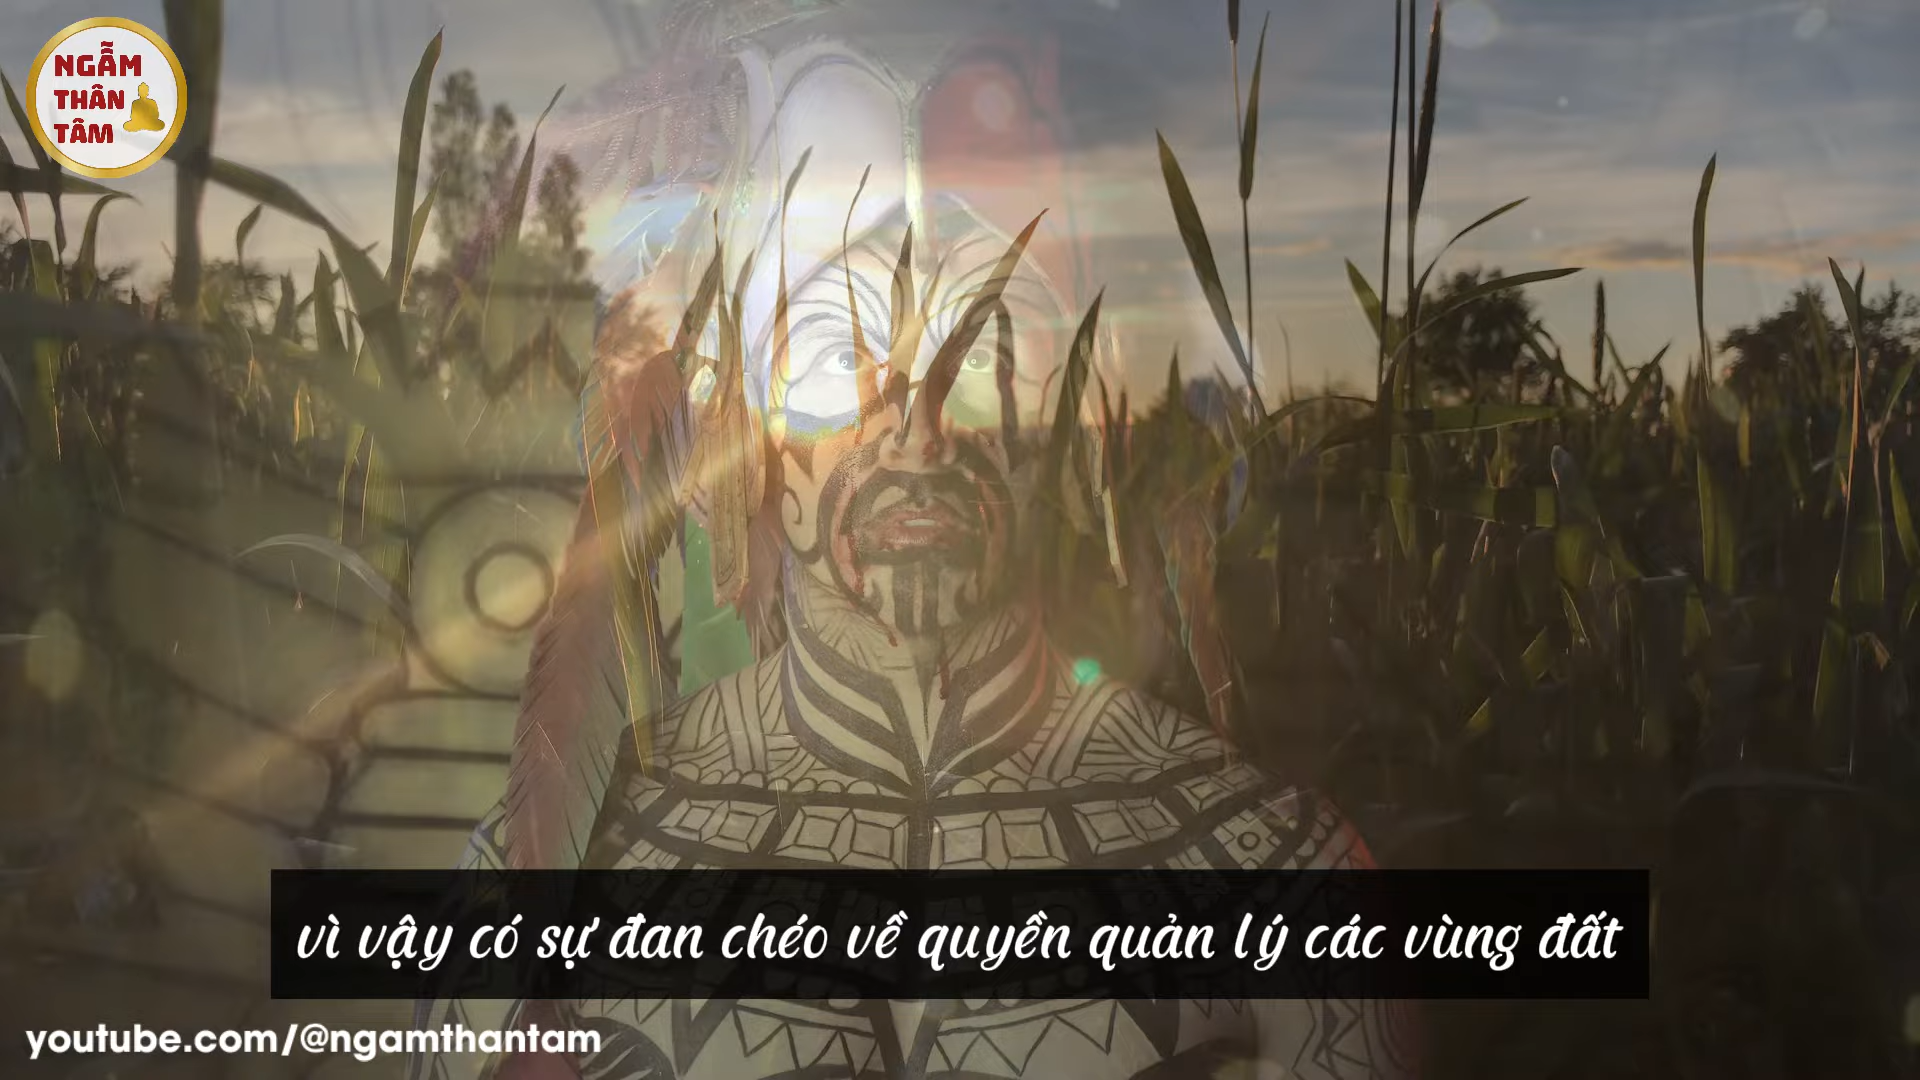 NGẪM
THÂN
TÂM
vì vậy có sự đan chéo về quyền quản lý các vùng đất
youtube.com/@ngamthantam